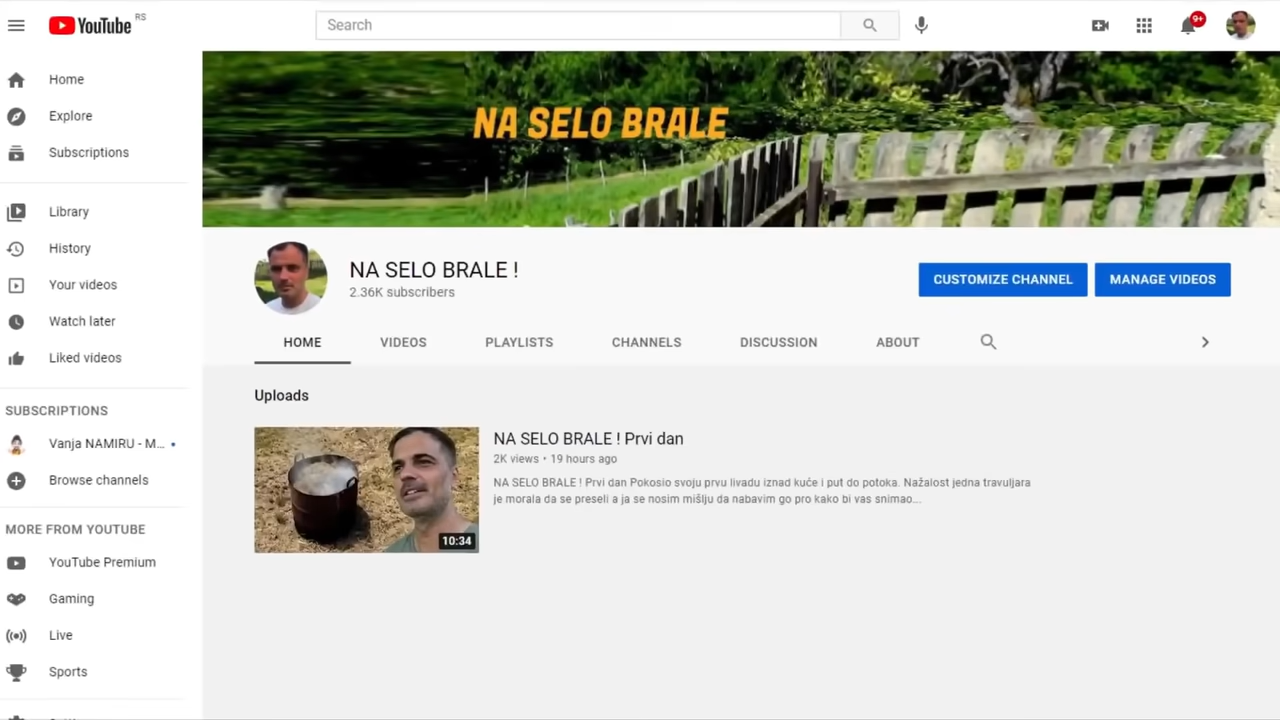 YouTube RS
Search
9+
Home
Explore
Subscriptions
Library
History
Your videos
Watch later
Liked videos
SUBSCRIPTIONS
Vanja NAMIRU - M...
Browse channels
MORE FROM YOUTUBE
YouTube Premium
Gaming
Live
Sports
NA SELO BRALE
NA SELO BRALE !
2.36K subscribers
CUSTOMIZE CHANNEL
MANAGE VIDEOS
HOME VIDEOS PLAYLISTS CHANNELS DISCUSSION ABOUT
Uploads
10:34
NA SELO BRALE ! Prvi dan
2K views • 19 hours ago
NA SELO BRALE ! Prvi dan Pokosio svoju prvu livadu iznad kuće i put do potoka. Nažalost jedna travuljara
je morala da se preseli a ja se nosim mišlju da nabavim go pro kako bi vas snimao...